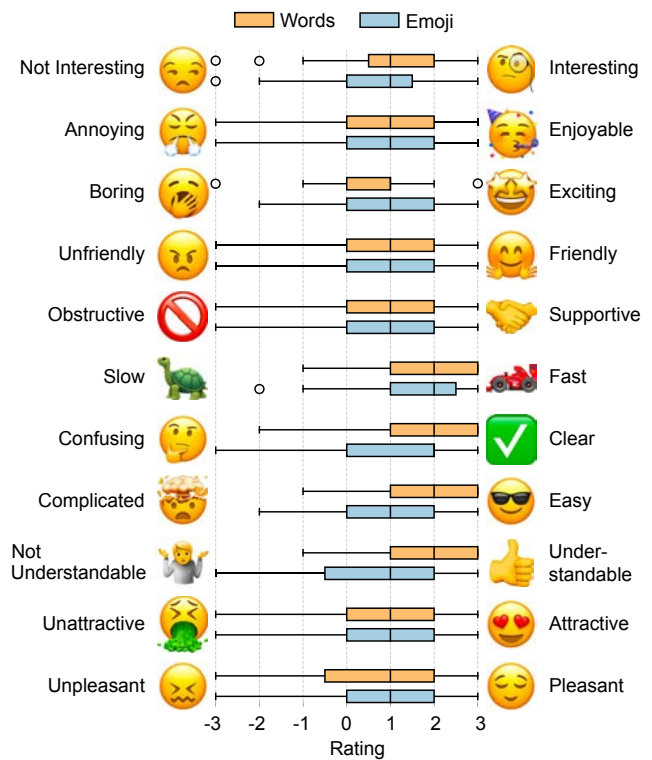 Words Emoji
Not Interesting Interesting
Annoying Enjoyable
Boring Exciting
Unfriendly Friendly
Obstructive Supportive
Slow Fast
Confusing Clear
Complicated Easy
Not Under-
Understandable standable
Unattractive Attractive
Unpleasant Pleasant
-3 -2 -1 0 1 2 3
Rating